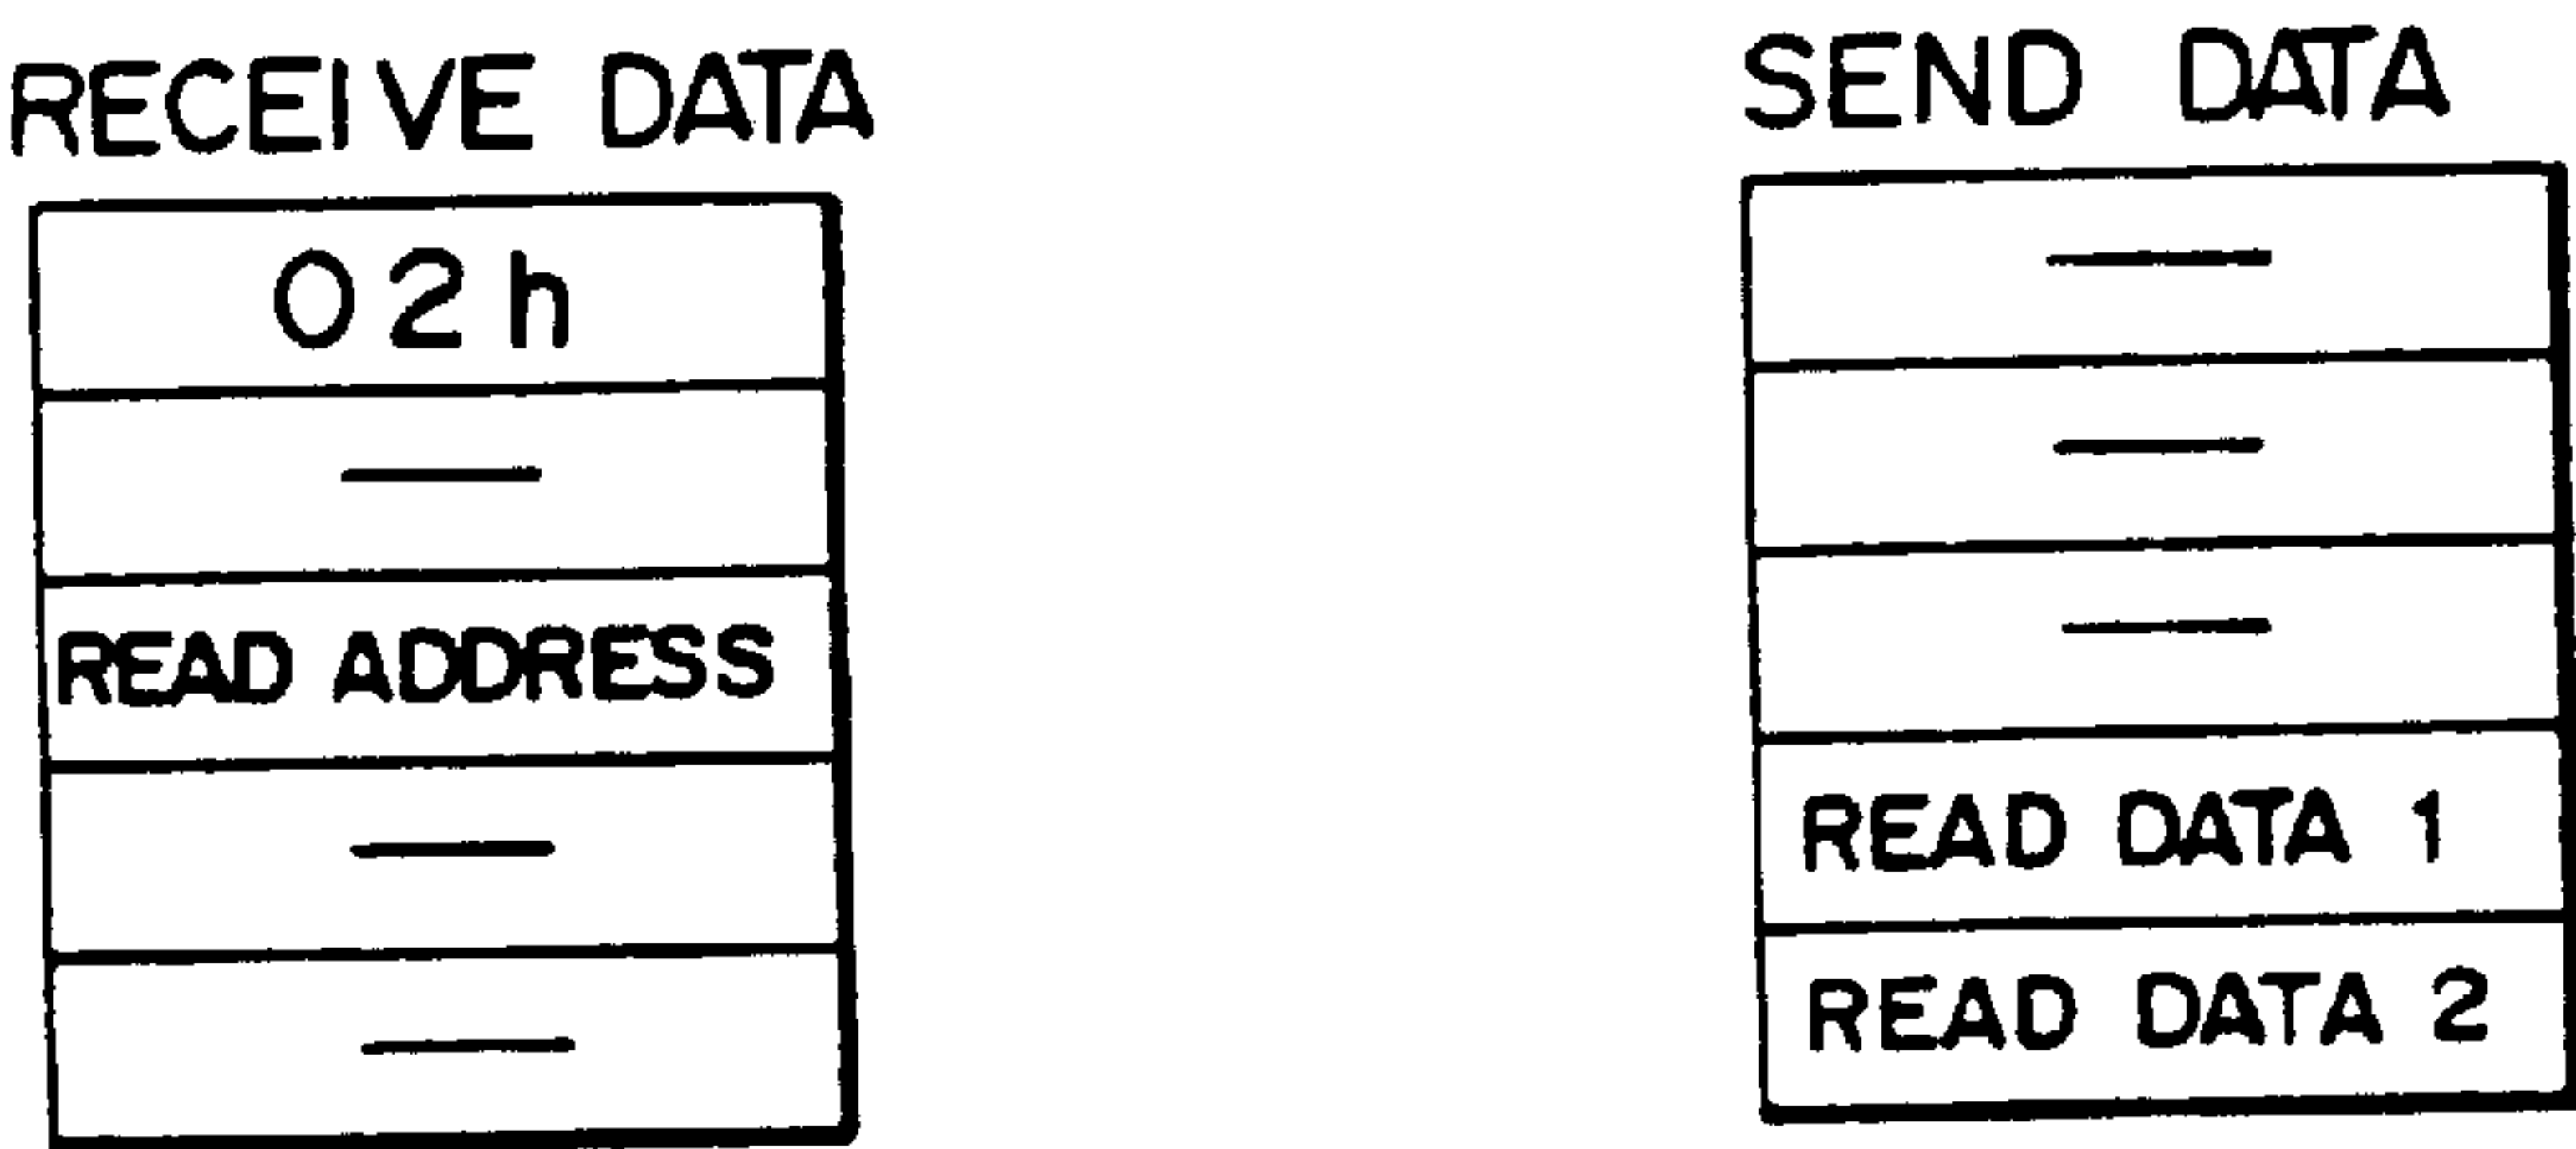 RECEIVE DATA
02h
—
READ ADDRESS
—
—
SEND DATA
—
—
—
READ DATA 1
READ DATA 2